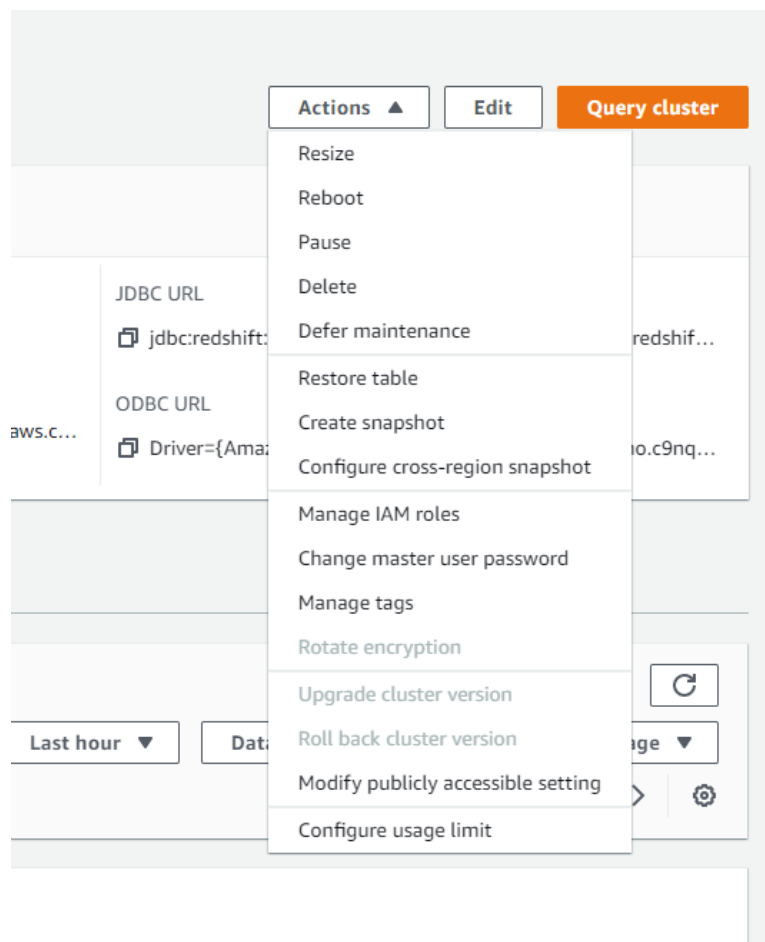 Actions ▲ Edit Query cluster
Resize
Reboot
Pause
Delete
JDBC URL
Defer maintenance
jdbc:redshift: redshif...
Restore table
ODBC URL
Create snapshot
aws.c...
Driver={Ama no.c9nq...
Configure cross-region snapshot
Manage IAM roles
Change master user password
Manage tags
Rotate encryption
Upgrade cluster version
Roll back cluster version
Last hour ▼ Data age ▼
Modify publicly accessible setting
Configure usage limit